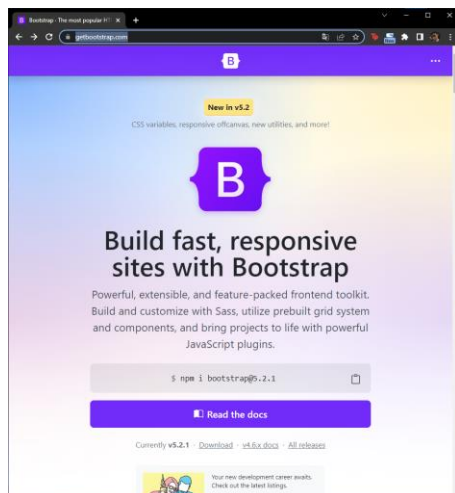 Bootstrap - The most popular HT
getbootstrap.com
B
New in v5.2
CSS variables, responsive offcanvas, new utilities, and more!
B
Build fast, responsive
sites with Bootstrap
Powerful, extensible, and feature-packed frontend toolkit.
Build and customize with Sass, utilize prebuilt grid system
and components, and bring projects to life with powerful
JavaScript plugins.
$ npm i bootstrap@5.2.1
Read the docs
Currently v5.2.1 · Download · v4.6.x docs · All releases
Your new development career awaits.
Check out the latest listings.